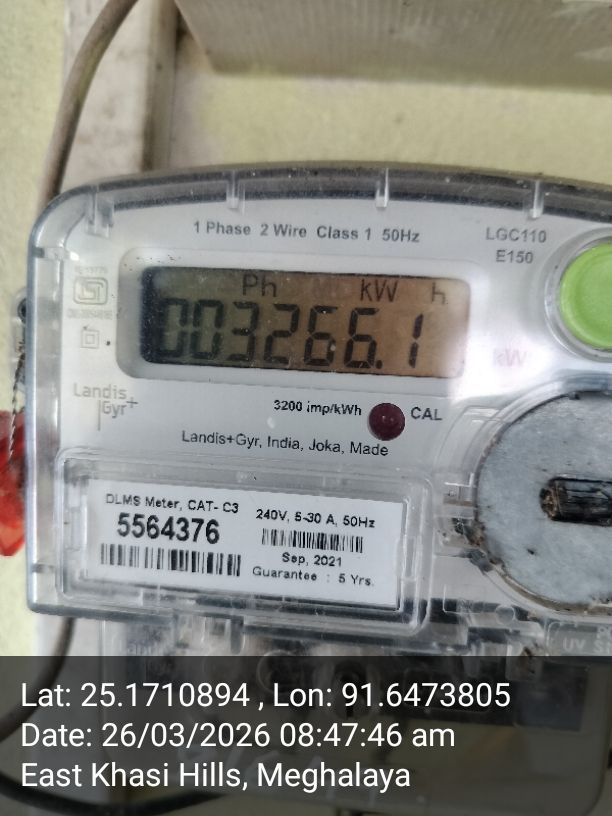 1 Phase 2 Wire Class 1 50Hz
LGC110
E150
Ph kW h
003266.1
kW
Landis
Gyr+
3200 imp/kWh
CAL
Landis+Gyr, India, Joka, Made
DLMS Meter, CAT- C3
5564376
240V, 5-30 A, 50Hz
Sep, 2021
Guarantee : 5 Yrs.
UV S
Lat: 25.1710894 , Lon: 91.6473805
Date: 26/03/2026 08:47:46 am
East Khasi Hills, Meghalaya